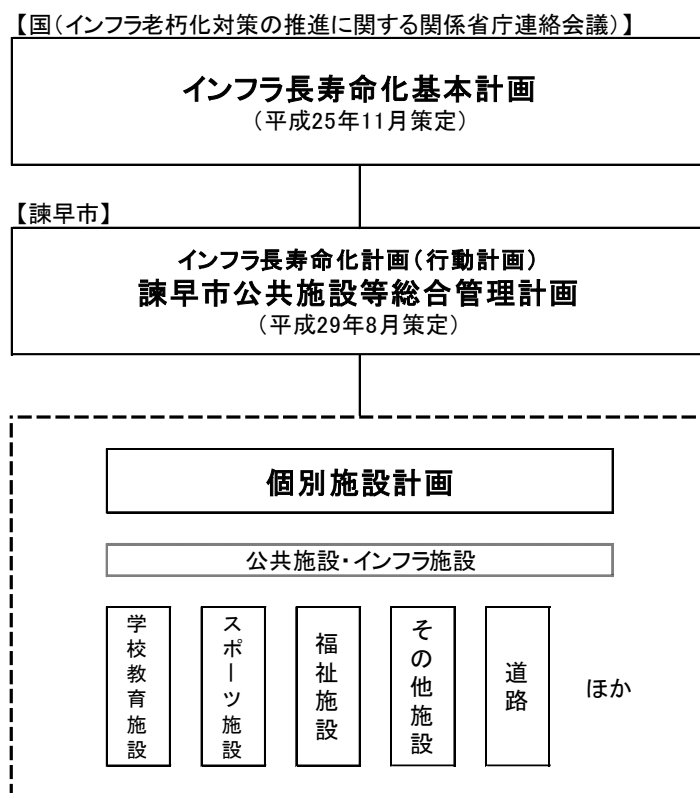 【国(インフラ老朽化対策の推進に関する関係省庁連絡会議)】
インフラ長寿命化基本計画
(平成25年11月策定)
【諫早市】
インフラ長寿命化計画(行動計画)
諫早市公共施設等総合管理計画
(平成29年8月策定)
個別施設計画
公共施設・インフラ施設
学校教育施設
スポーツ施設
福祉施設
その他施設
道路
ほか